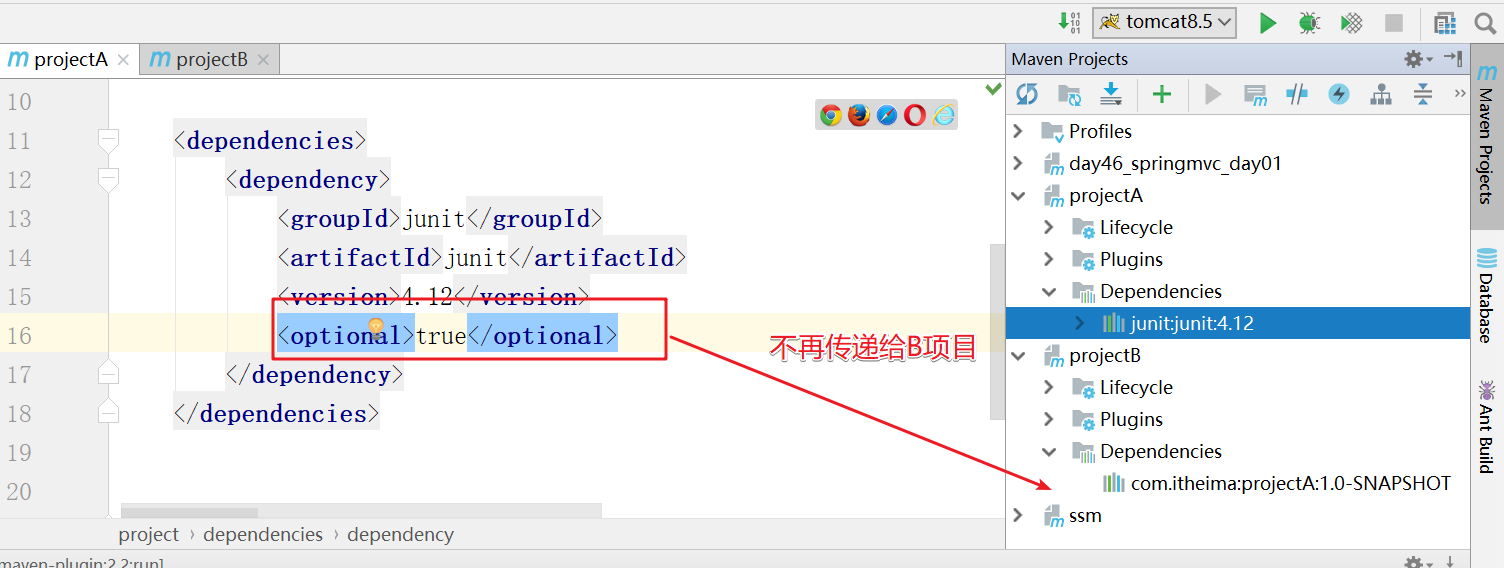 tomcat8.5
projectA
projectB
Maven Projects
10
11 <dependencies>
12 <dependency>
13 <groupId>junit</groupId>
14 <artifactId>junit</artifactId>
15 <version>4.12</version>
16 <optional>true</optional>
17 </dependency>
18 </dependencies>
19
20
不再传递给B项目
project › dependencies › dependency
maven-plugin:2.2:run]
Profiles
day46_springmvc_day01
projectA
Lifecycle
Plugins
Dependencies
junit:junit:4.12
projectB
Lifecycle
Plugins
Dependencies
com.itheima:projectA:1.0-SNAPSHOT
ssm
Maven Projects
Database
Ant Build